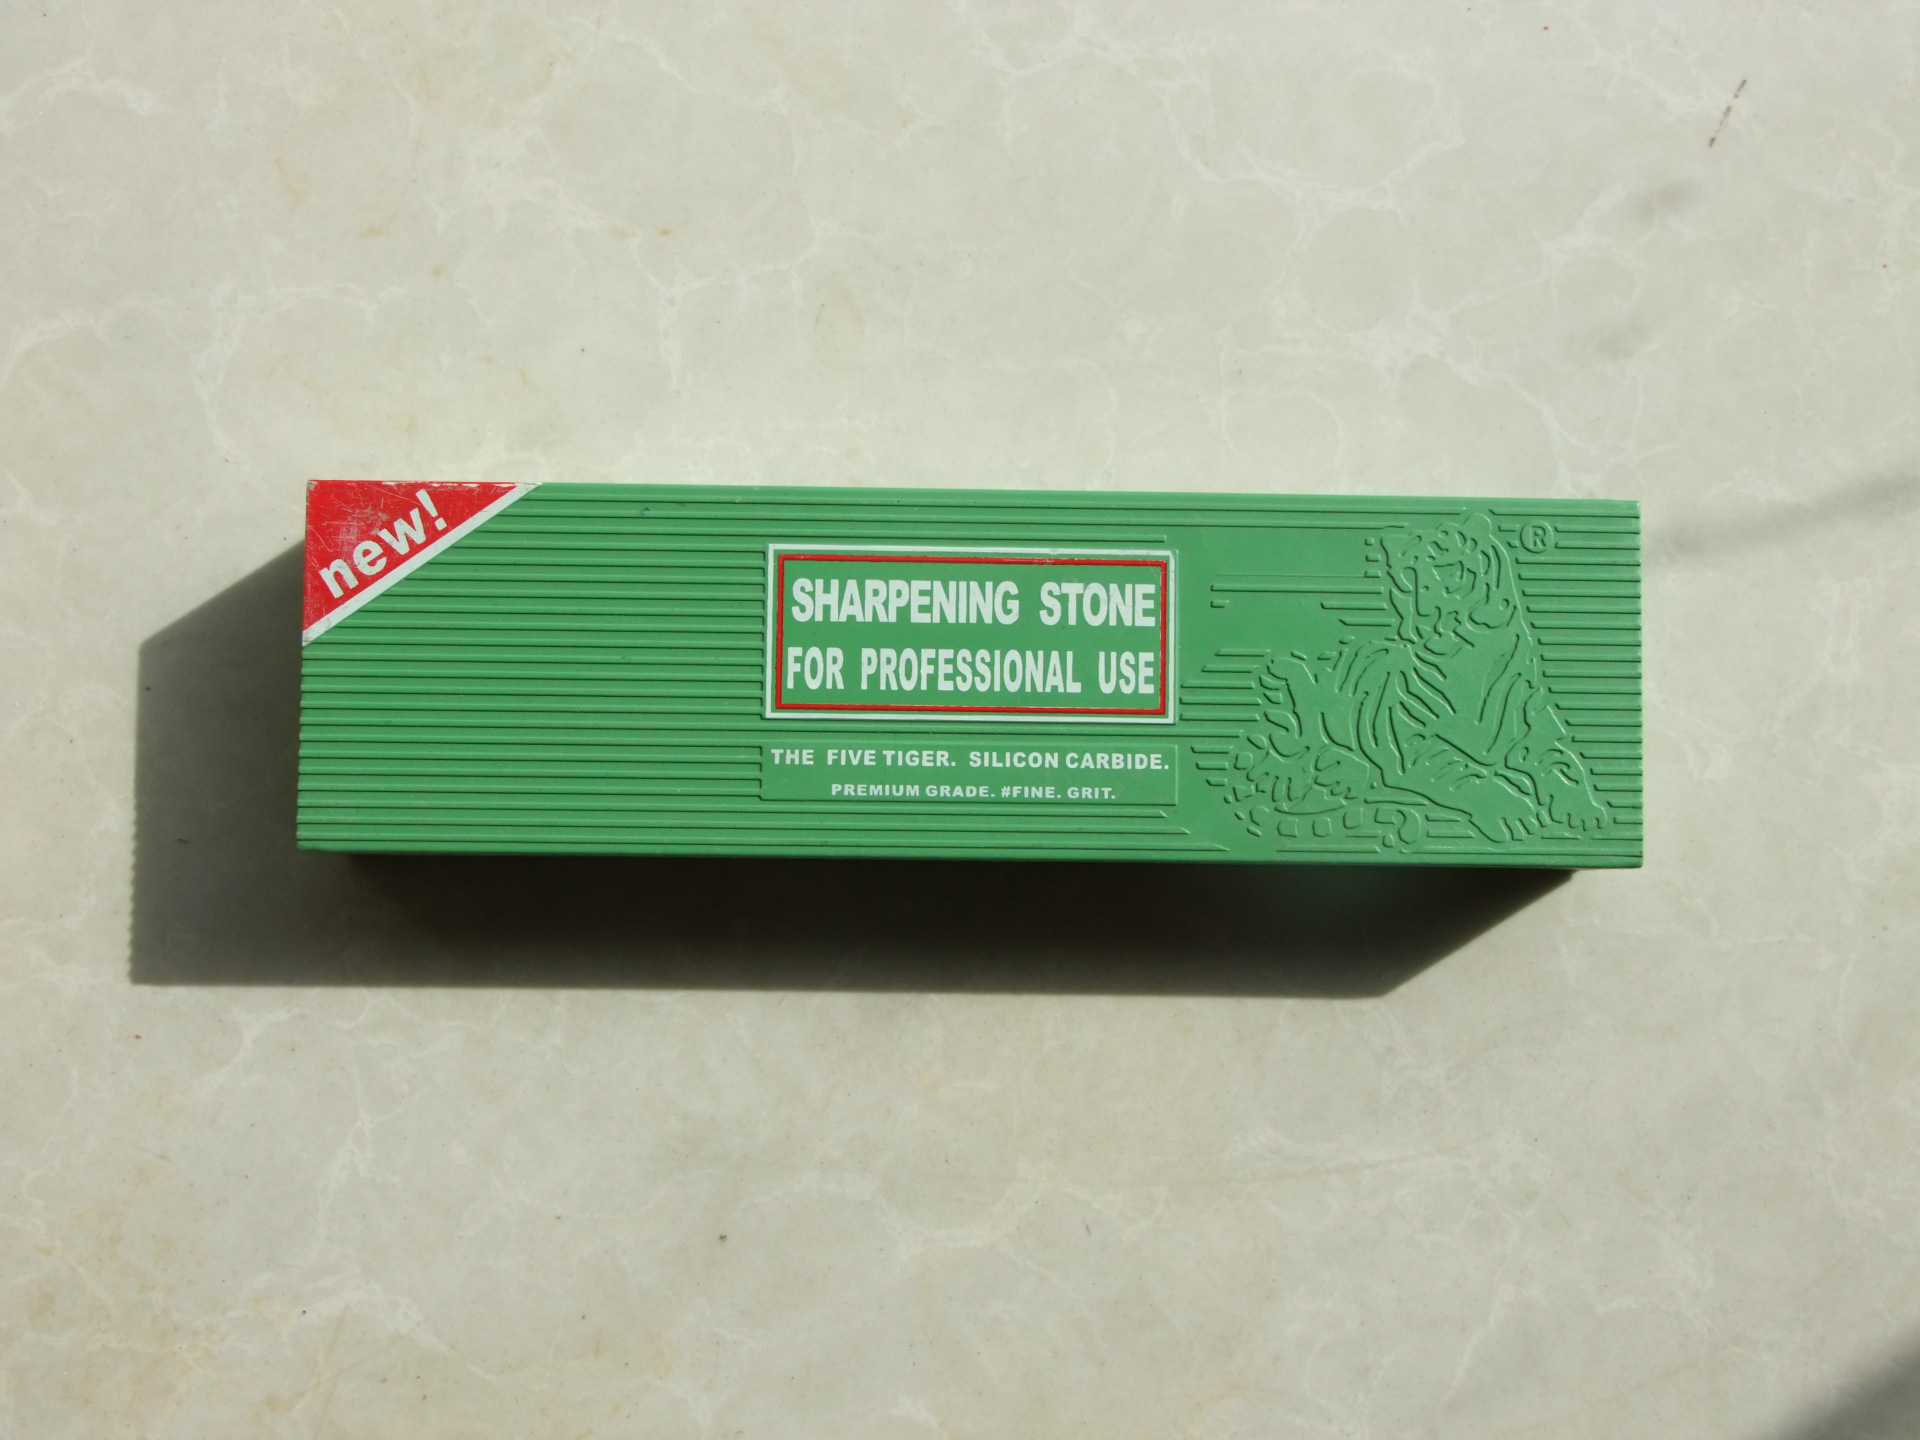 new!
®
SHARPENING STONE
FOR PROFESSIONAL USE
THE FIVE TIGER. SILICON CARBIDE.
PREMIUM GRADE. #FINE. GRIT.